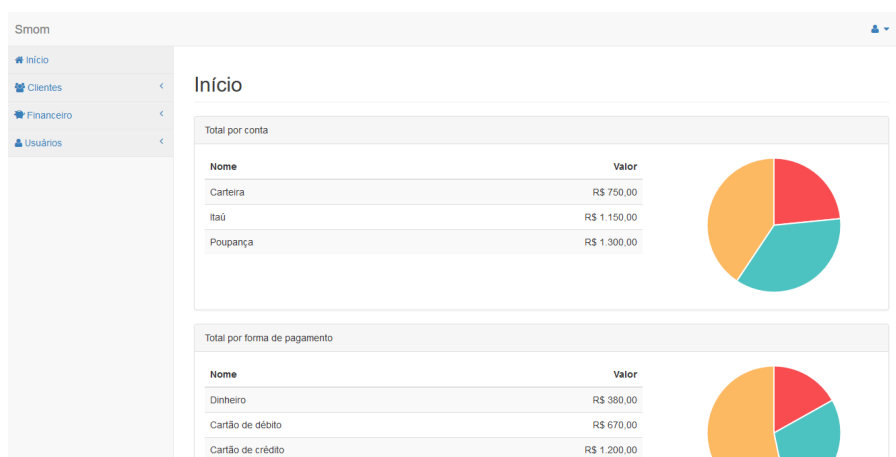 Smom
Início
Clientes
Financeiro
Usuários
Início
Total por conta
Nome Valor
Carteira R$ 750,00
Itaú R$ 1.150,00
Poupança R$ 1.300,00
Total por forma de pagamento
Nome Valor
Dinheiro R$ 380,00
Cartão de débito R$ 670,00
Cartão de crédito R$ 1.200,00